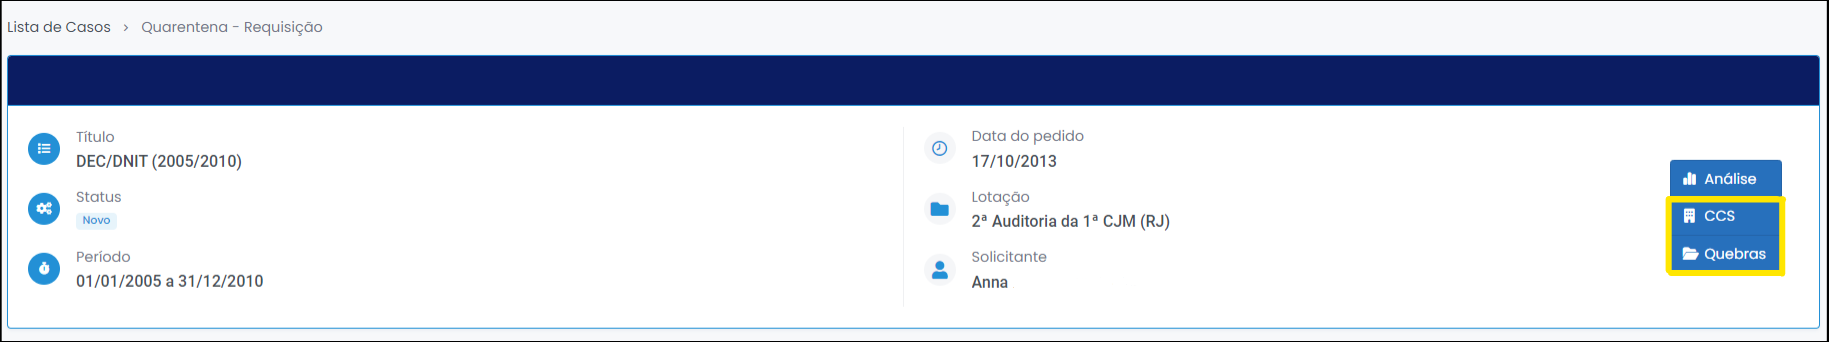 Lista de Casos > Quarentena - Requisição
Título
DEC/DNIT (2005/2010)
Status
Novo
Período
01/01/2005 a 31/12/2010
Data do pedido
17/10/2013
Lotação
2ª Auditoria da 1ª CJM (RJ)
Solicitante
Anna
Análise
CCS
Quebras